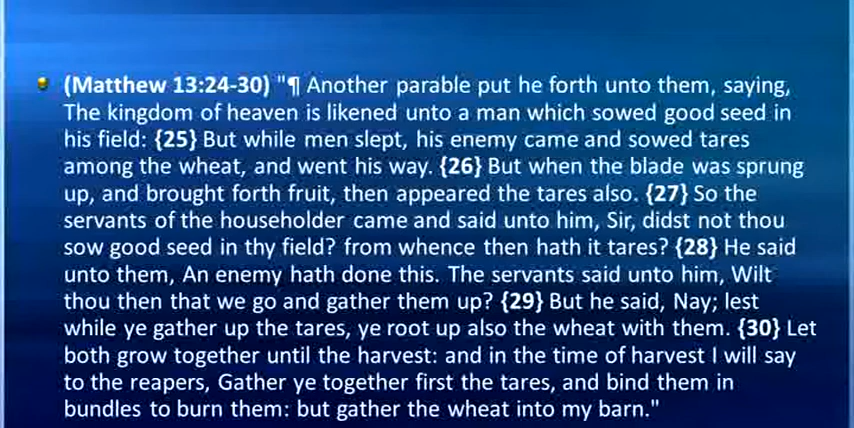 (Matthew 13:24-30) "¶ Another parable put he forth unto them, saying,
The kingdom of heaven is likened unto a man which sowed good seed in
his field: {25} But while men slept, his enemy came and sowed tares
among the wheat, and went his way. {26} But when the blade was sprung
up, and brought forth fruit, then appeared the tares also. {27} So the
servants of the householder came and said unto him, Sir, didst not thou
sow good seed in thy field? from whence then hath it tares? {28} He said
unto them, An enemy hath done this. The servants said unto him, Wilt
thou then that we go and gather them up? {29} But he said, Nay; lest
while ye gather up the tares, ye root up also the wheat with them. {30} Let
both grow together until the harvest: and in the time of harvest I will say
to the reapers, Gather ye together first the tares, and bind them in
bundles to burn them: but gather the wheat into my barn."